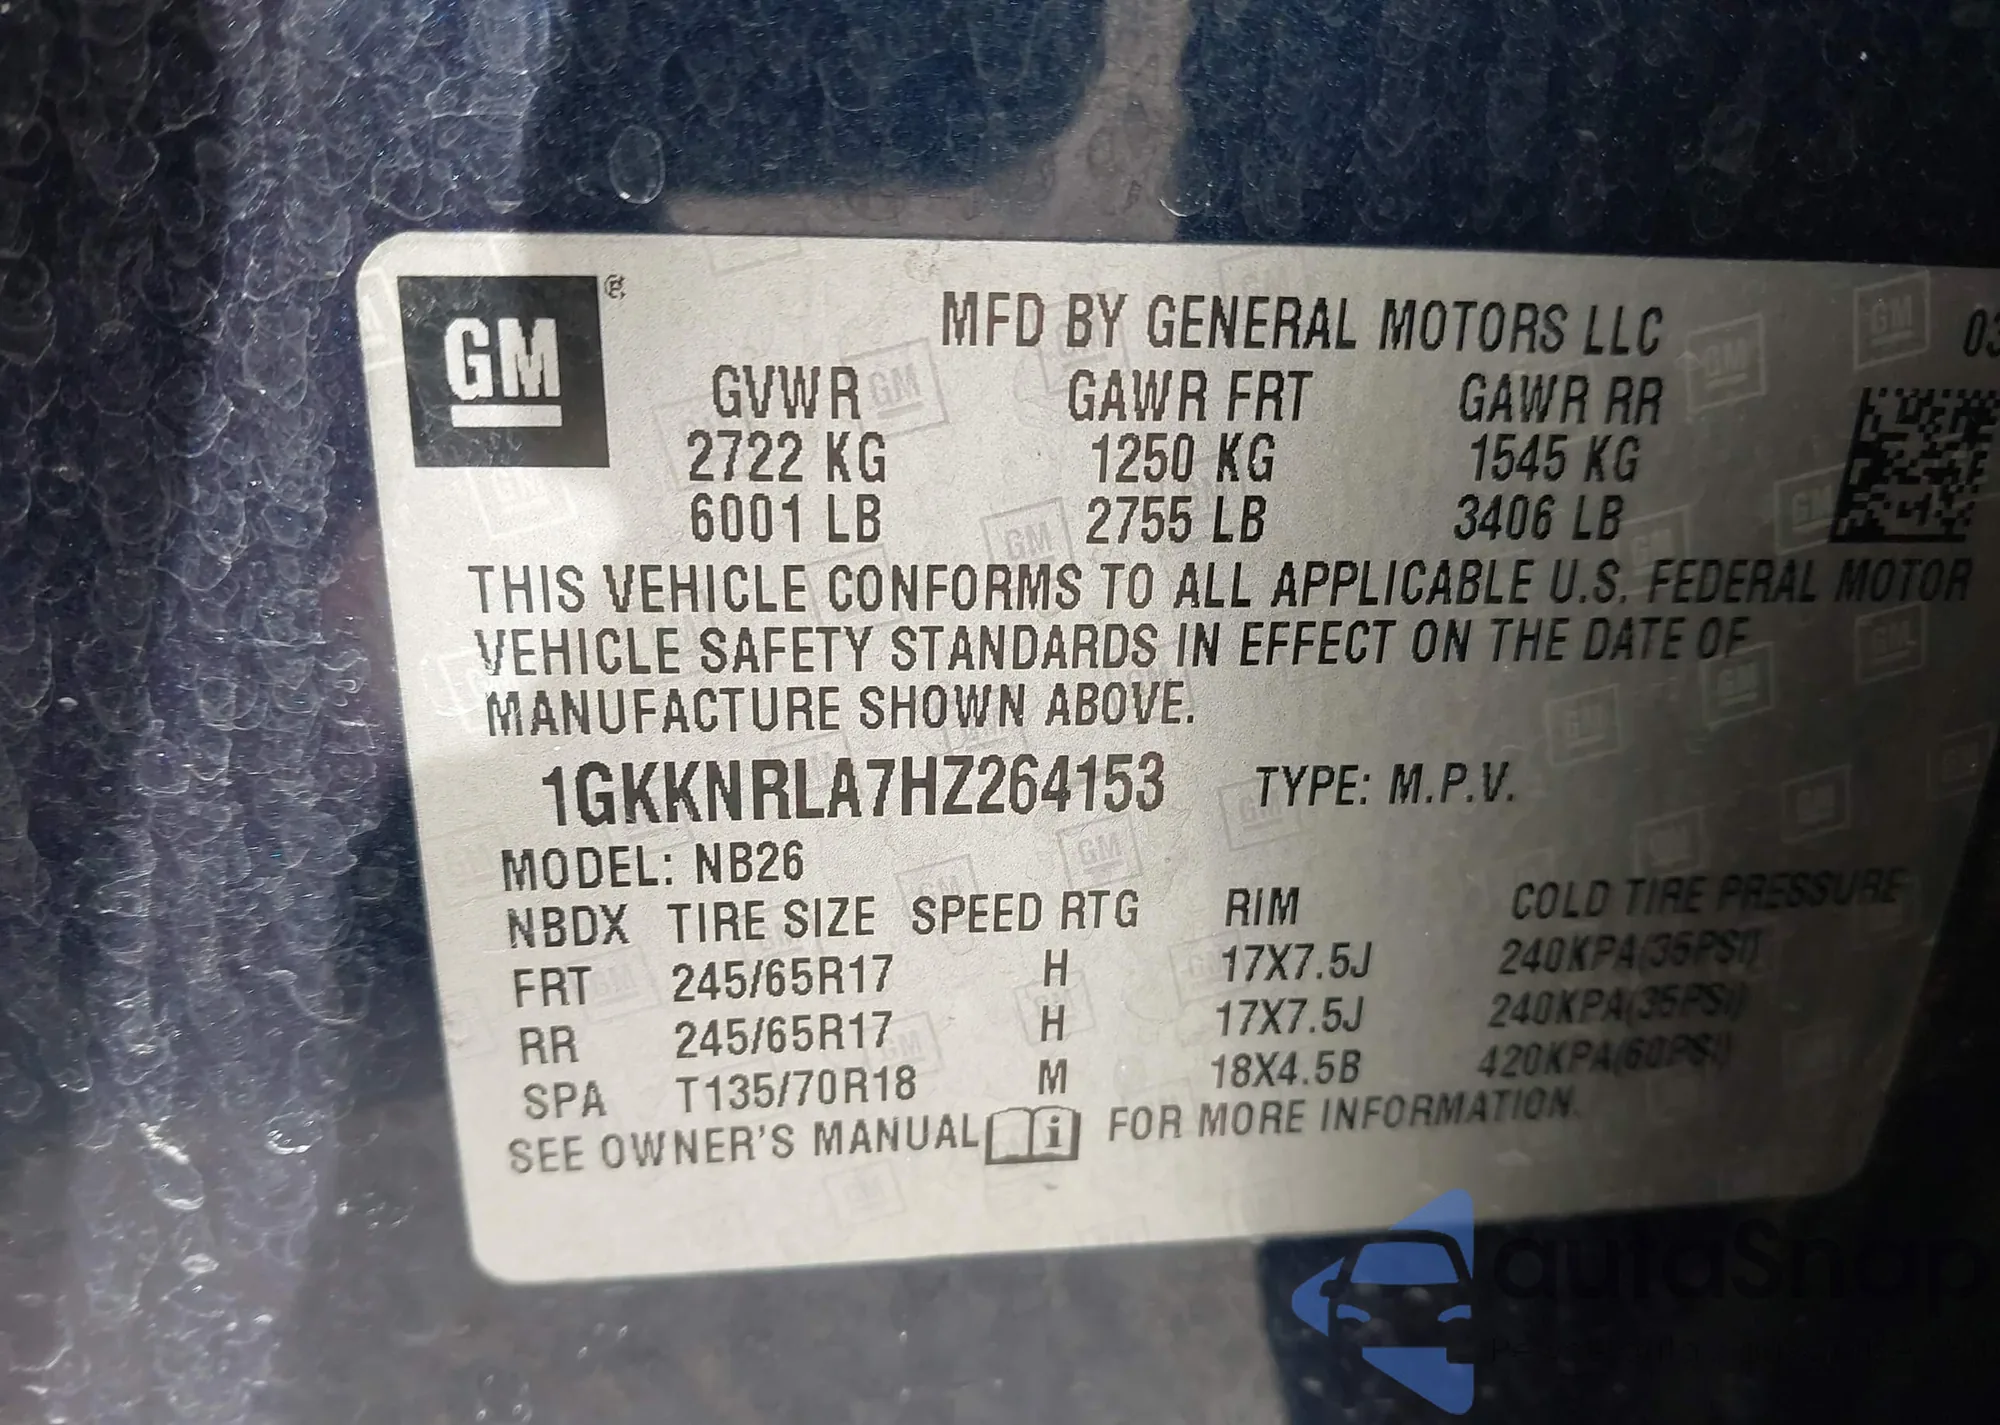 GM ®
MFD BY GENERAL MOTORS LLC 03
GVWR GAWR FRT GAWR RR
2722 KG 1250 KG 1545 KG
6001 LB 2755 LB 3406 LB
THIS VEHICLE CONFORMS TO ALL APPLICABLE U.S. FEDERAL MOTOR
VEHICLE SAFETY STANDARDS IN EFFECT ON THE DATE OF
MANUFACTURE SHOWN ABOVE.
1GKKNRLA7HZ264153 TYPE: M.P.V.
MODEL: NB26
NBDX TIRE SIZE SPEED RTG RIM COLD TIRE PRESSURE
FRT 245/65R17 H 17X7.5J 240KPA(35PSI)
RR 245/65R17 H 17X7.5J 240KPA(35PSI)
SPA T135/70R18 M 18X4.5B 420KPA(60PSI)
SEE OWNER'S MANUAL i FOR MORE INFORMATION.
autaShop